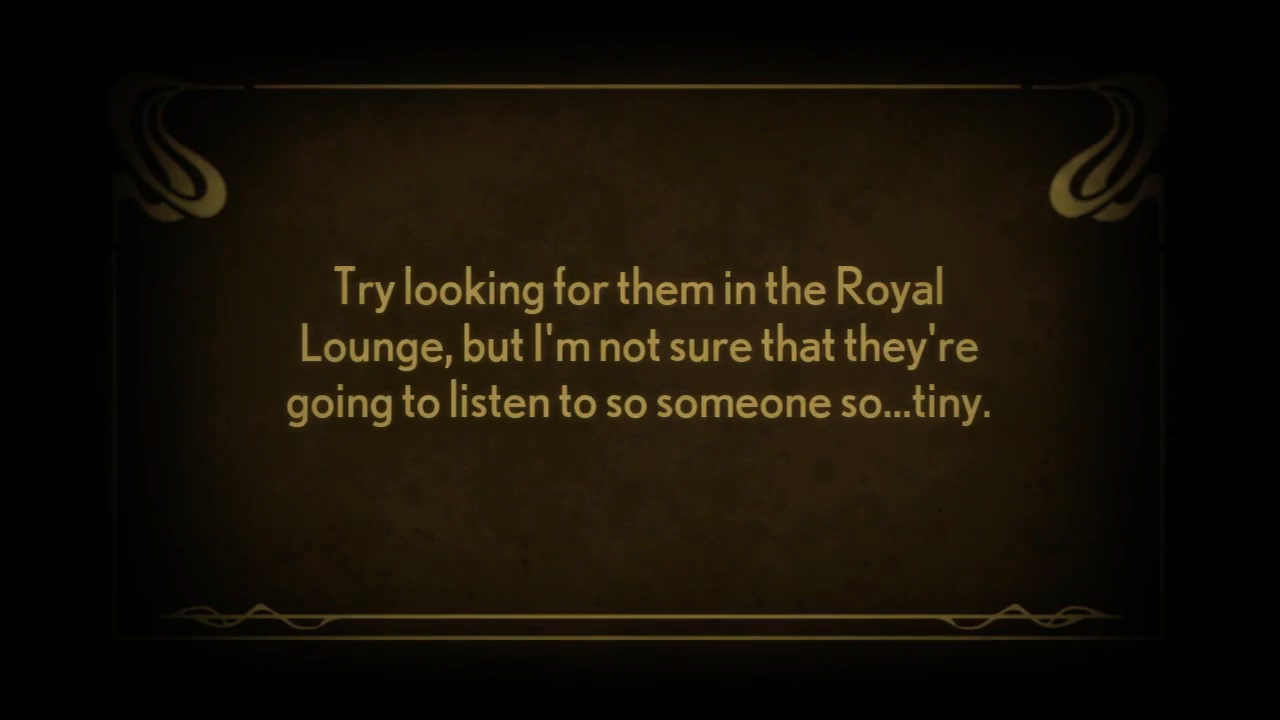 Try looking for them in the Royal
Lounge, but I'm not sure that they're
going to listen to so someone so...tiny.